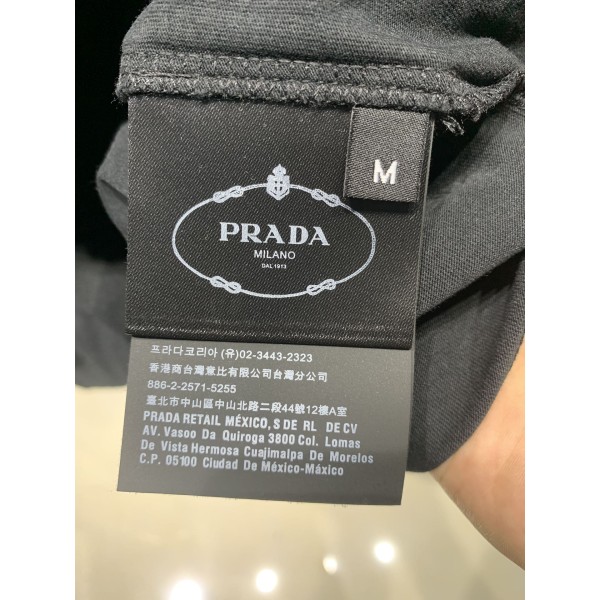 M
PRADA
MILANO
DAL 1913
프라다코리아 (유)02-3443-2323
香港商台灣意比有限公司台灣分公司
886-2-2571-5255
臺北市中山區中山北路二段44號12樓A室
PRADA RETAIL MÉXICO, S DE RL DE CV
AV. Vasco Da Quiroga 3800 Col. Lomas
De Vista Hermosa Cuajimalpa De Morelos
C.P. 05100 Ciudad De México-México